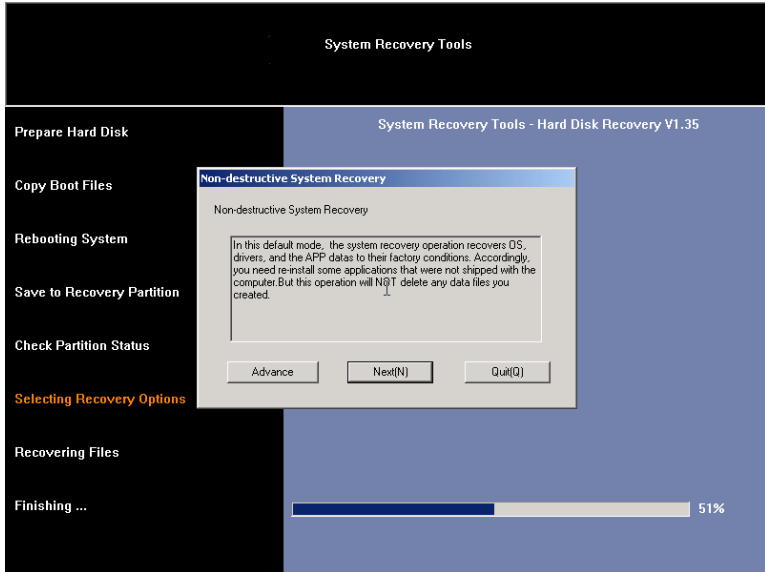 System Recovery Tools
System Recovery Tools - Hard Disk Recovery V1.35
Prepare Hard Disk
Copy Boot Files
Rebooting System
Save to Recovery Partition
Check Partition Status
Selecting Recovery Options
Recovering Files
Finishing ...
Non-destructive System Recovery
Non-destructive System Recovery
In this default mode, the system recovery operation recovers OS,
drivers, and the APP datas to their factory conditions. Accordingly,
you need re-install some applications that were not shipped with the
computer.But this operation will NOT delete any data files you
created.
Advance
Next(N)
Quit(Q)
51%